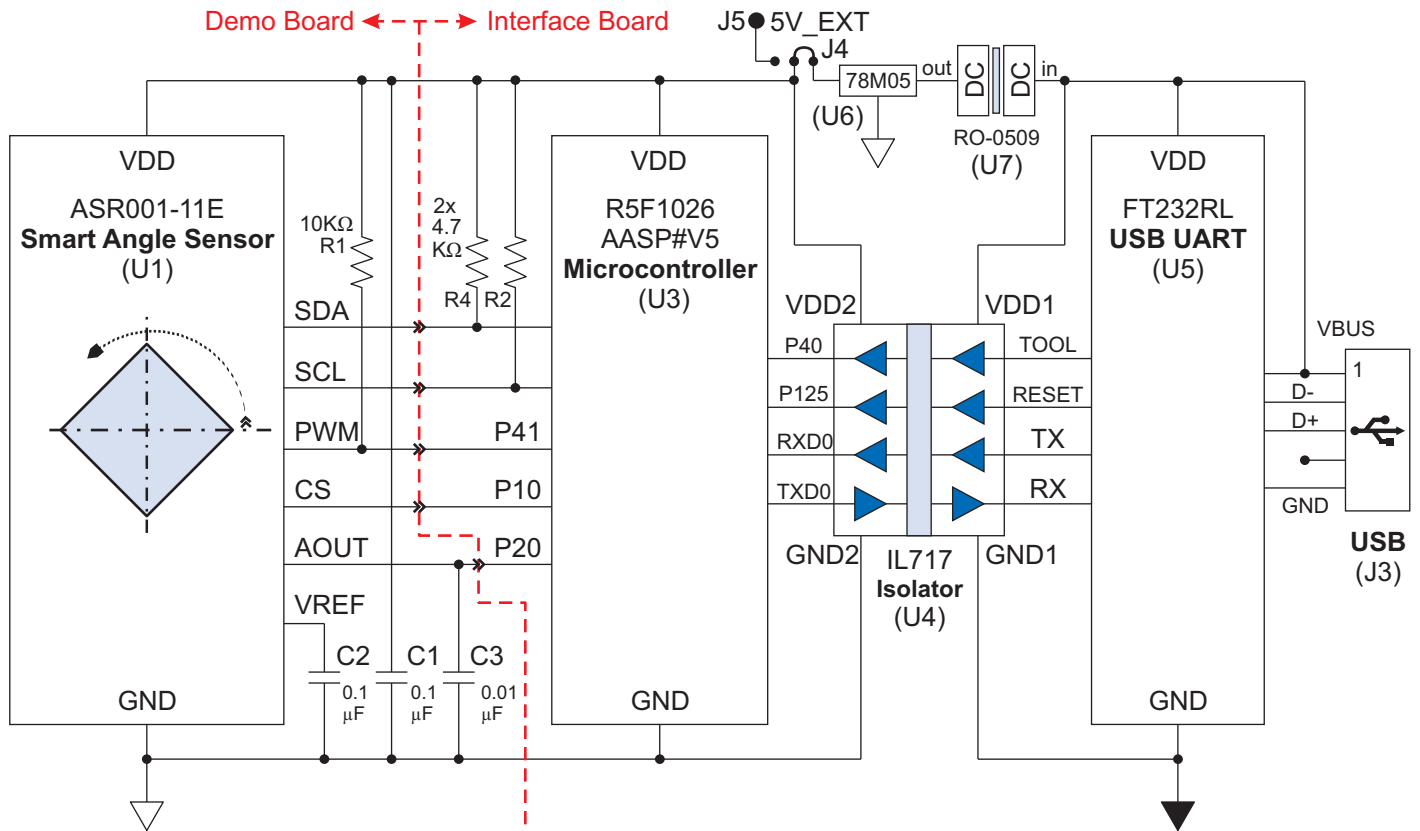 Demo Board
Interface Board
J5
5V_EXT
J4
78M05
(U6)
out
DC
DC
in
RO-0509
(U7)
VDD
ASR001-11E
Smart Angle Sensor
(U1)
SDA
SCL
PWM
CS
AOUT
VREF
GND
10KΩ
R1
2x
4.7
KΩ
R4
R2
C2
0.1
µF
C1
0.1
µF
C3
0.01
µF
VDD
R5F1026
AASP#V5
Microcontroller
(U3)
P41
P10
P20
GND
VDD2
VDD1
P40
P125
RXD0
TXD0
TOOL
RESET
TX
RX
GND2
GND1
IL717
Isolator
(U4)
VDD
FT232RL
USB UART
(U5)
GND
VBUS
1
D-
D+
GND
USB
(J3)